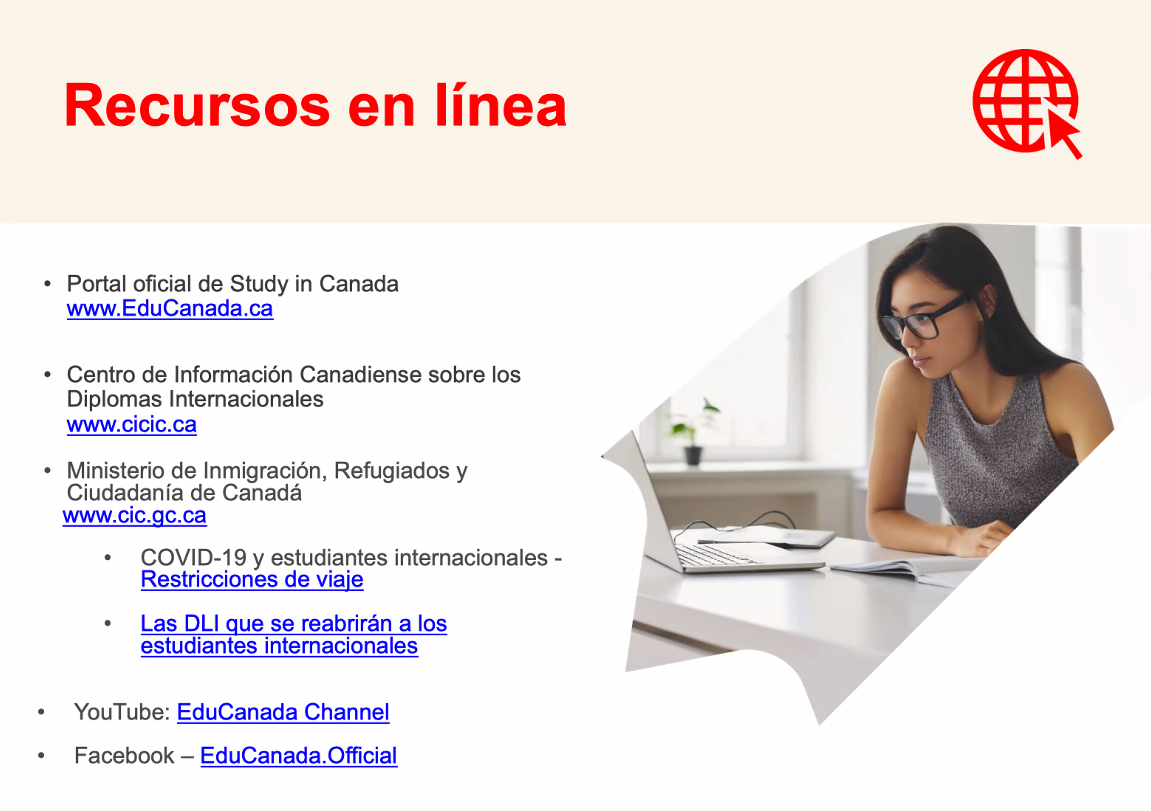 Recursos en línea
• Portal oficial de Study in Canada
www.EduCanada.ca
• Centro de Información Canadiense sobre los
Diplomas Internacionales
www.cicic.ca
• Ministerio de Inmigración, Refugiados y
Ciudadanía de Canadá
www.cic.gc.ca
• COVID-19 y estudiantes internacionales -
Restricciones de viaje
• Las DLI que se reabrirán a los
estudiantes internacionales
• YouTube: EduCanada Channel
• Facebook – EduCanada.Official